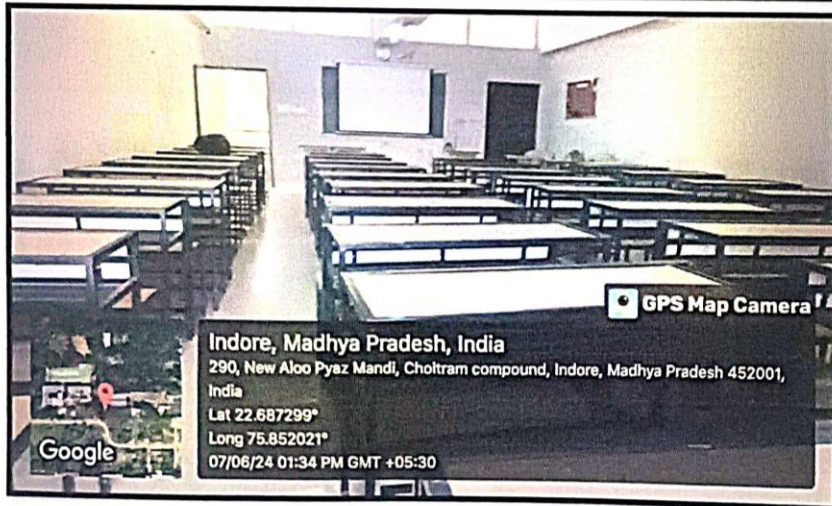 GPS Map Camera
Indore, Madhya Pradesh, India
290, New Aloo Pyaz Mandi, Choitram compound, Indore, Madhya Pradesh 452001,
India
Lat 22.687299°
Long 75.852021°
07/06/24 01:34 PM GMT +05:30
Google